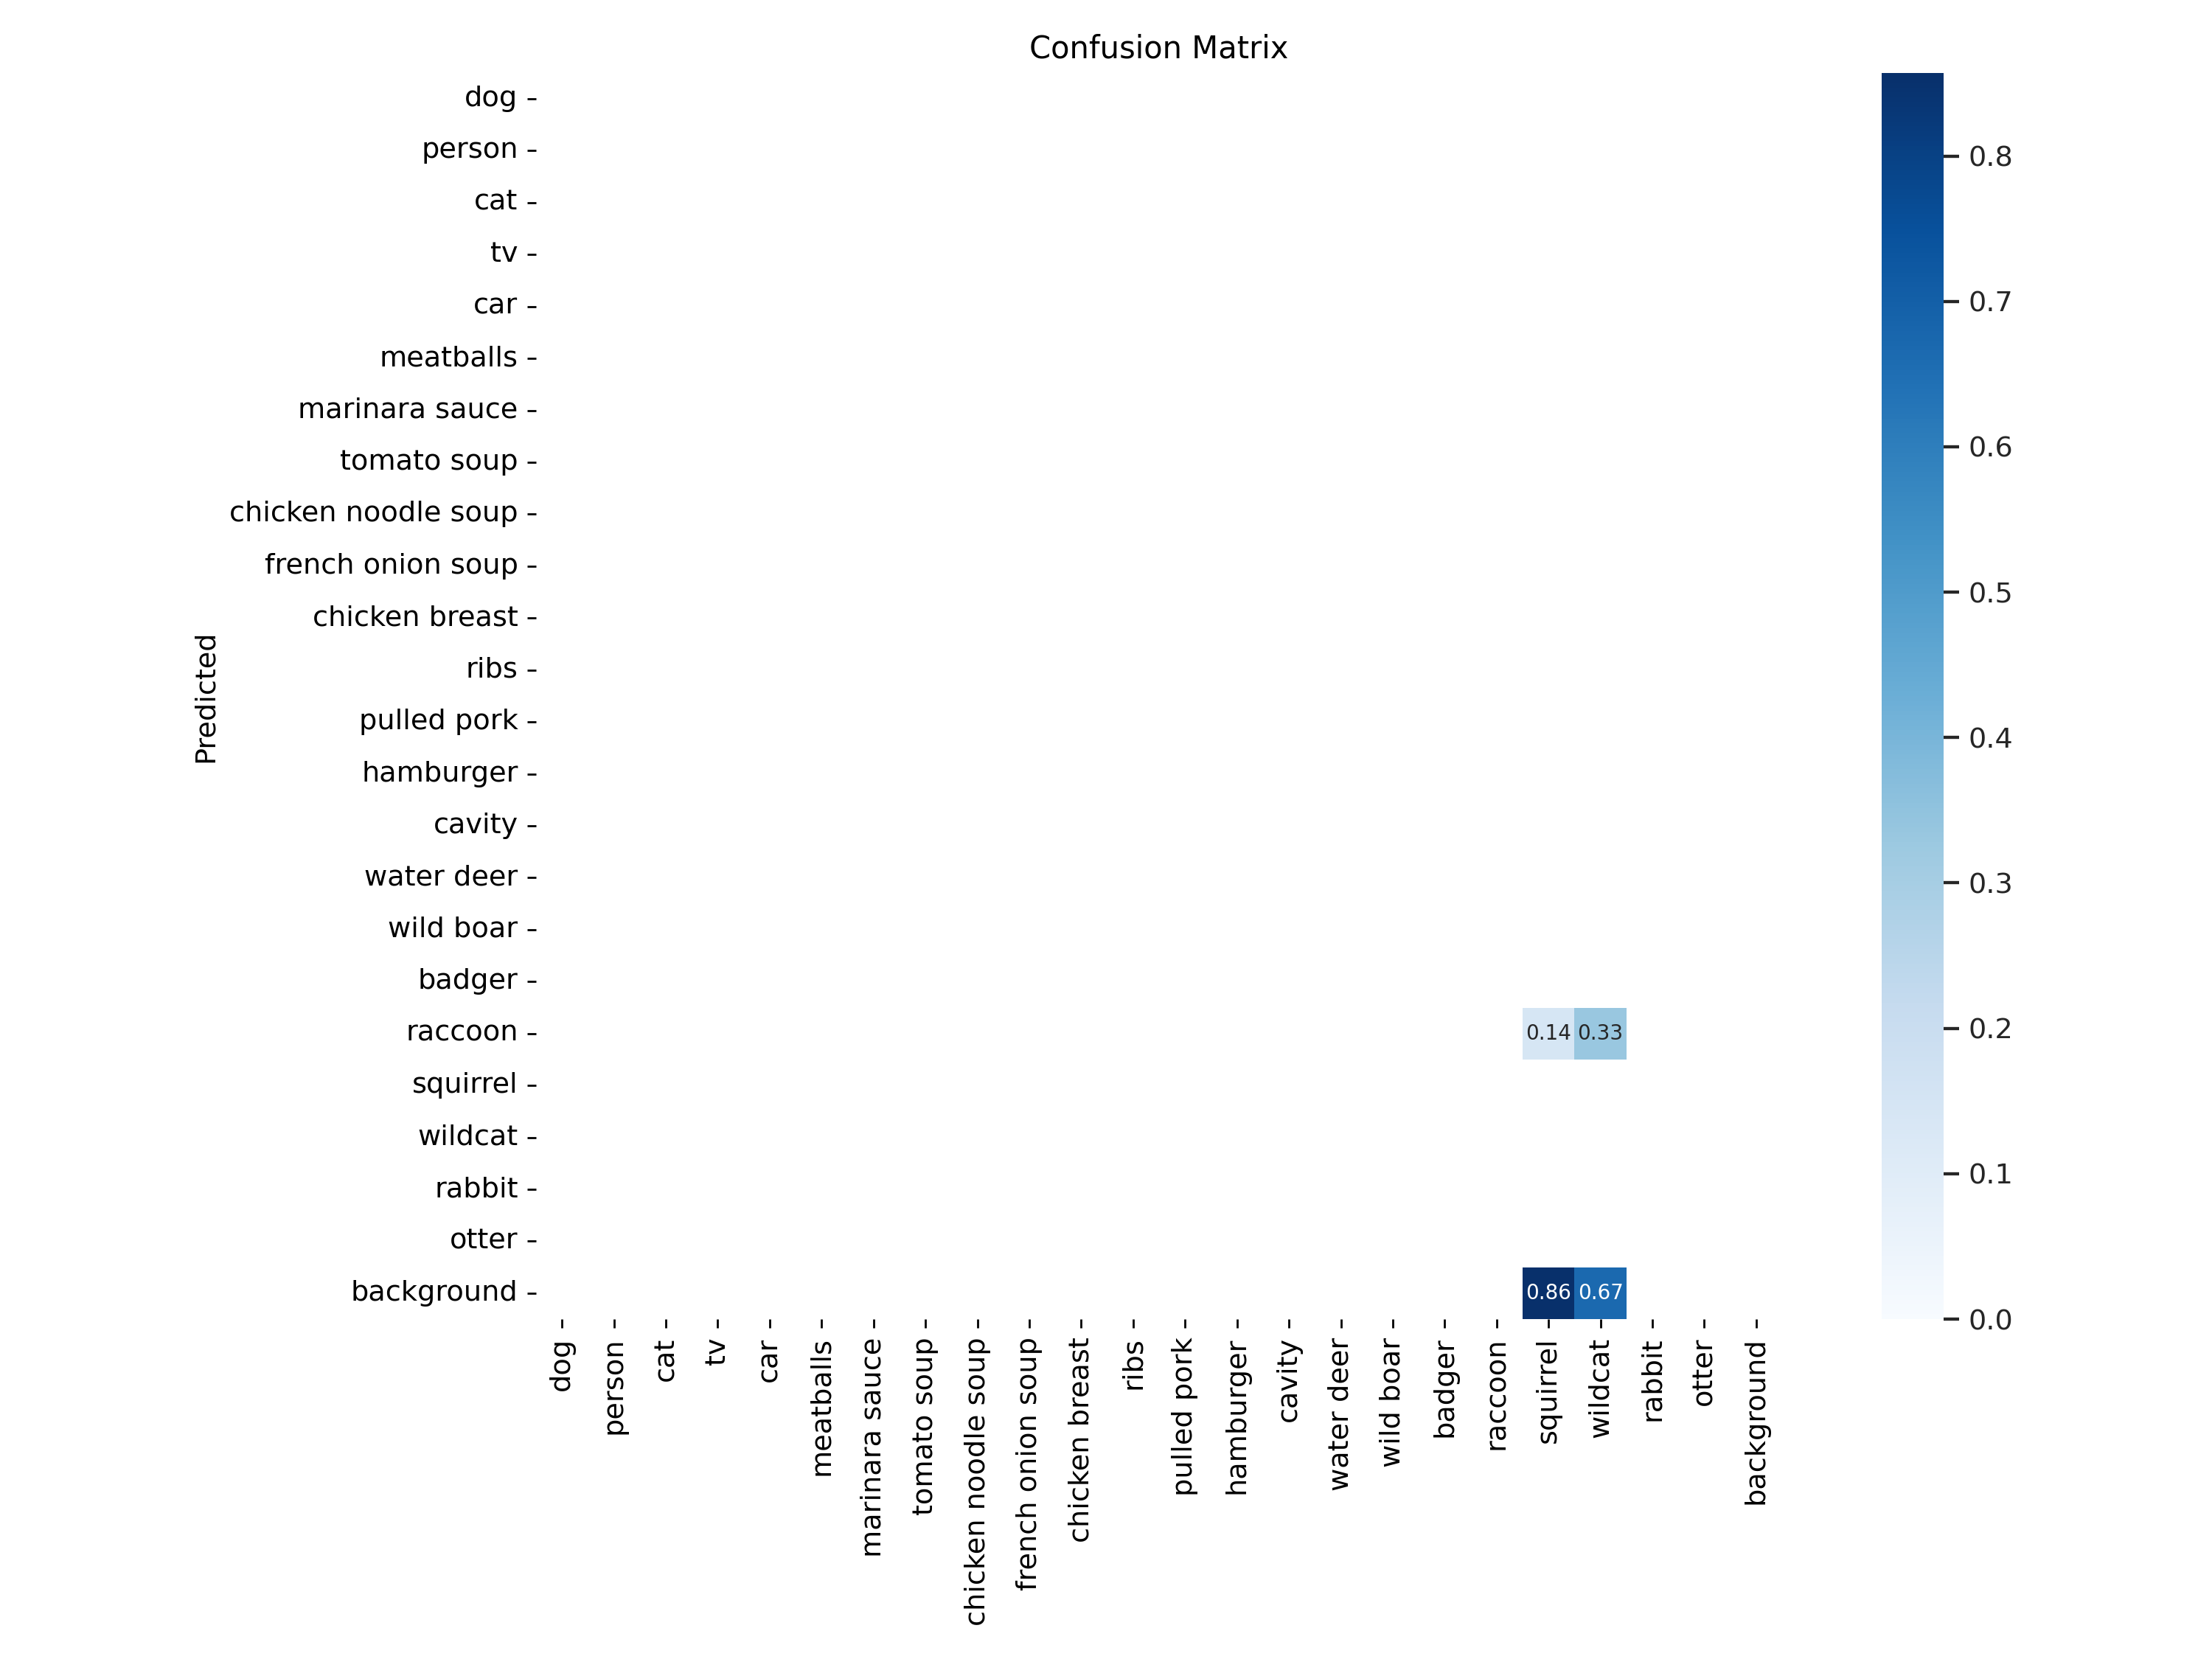 Confusion Matrix
Predicted
dog
person
cat
tv
car
meatballs
marinara sauce
tomato soup
chicken noodle soup
french onion soup
chicken breast
ribs
pulled pork
hamburger
cavity
water deer
wild boar
badger
raccoon
squirrel
wildcat
rabbit
otter
background
0.14 0.33
0.86 0.67
dog
person
cat
tv
car
meatballs
marinara sauce
tomato soup
chicken noodle soup
french onion soup
chicken breast
ribs
pulled pork
hamburger
cavity
water deer
wild boar
badger
raccoon
squirrel
wildcat
rabbit
otter
background
0.8
0.7
0.6
0.5
0.4
0.3
0.2
0.1
0.0